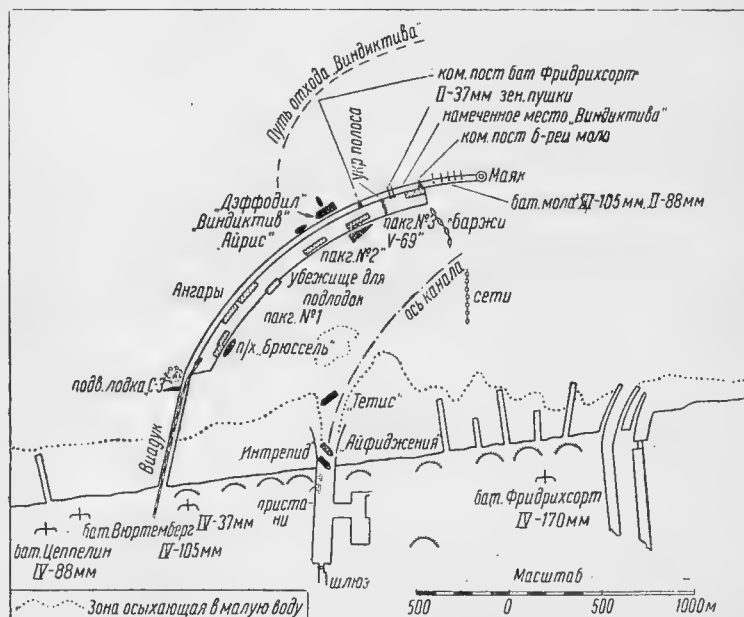 Путь отхода „Виндиктива"
ком. пост бат Фридрихсорт
II-37мм зен. пушки
намеченное место „Виндиктива"
ком. пост б-реи мола
укр полоса
Маяк
„Дэффодил"
„Виндиктив"
„Айрис"
бат. мола XI-105 мм, II-88мм
пакг. №3
V-69"
баржи
пакг. №2"
убежище для
подлодок
Ангары
пакг. №1
ось канала
сети
п/х „Брюссель"
подв. лодка „С-3"
Виадук
„Тетис"
Интрепид
Айфиджения
приста
ни
IV-37мм
бат. Вюртемберг
IV-105мм
бат. Цеппелин
IV-88мм
бат. Фридрихсорт
IV-170мм
шлюз
Зона осыхающая в малую воду
Масштаб
500 0 500 1000м